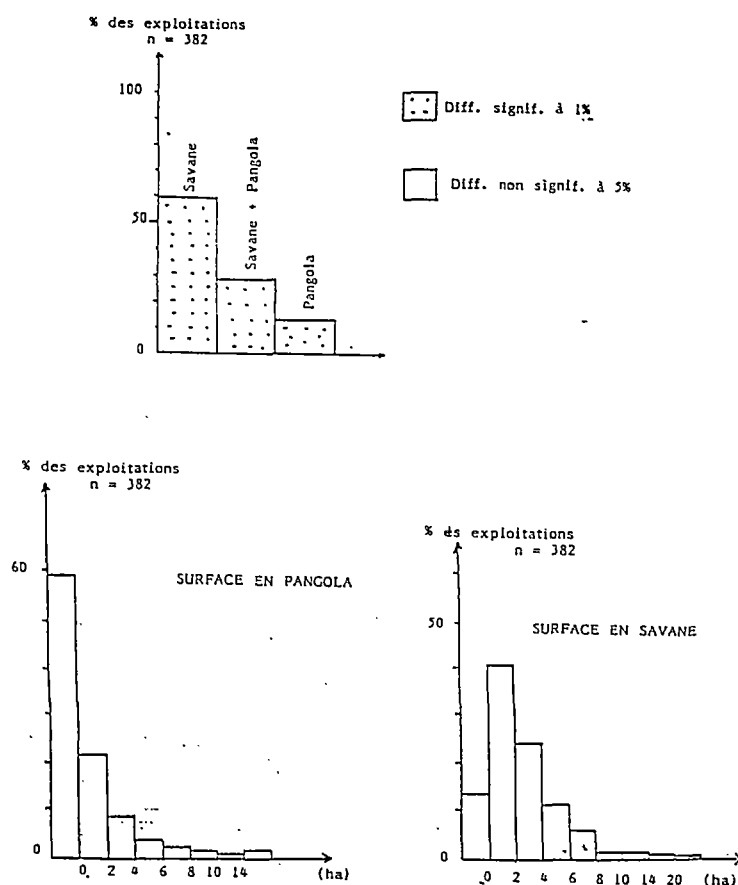 % des exploitations
n = 382
100
50
0
Savane
Savane + Pangola
Pangola
Diff. signif. à 1%
Diff. non signif. à 5%
% des exploitations
n = 382
60
0
SURFACE EN PANGOLA
0 2 4 6 8 10 14 (ha)
% des exploitations
n = 382
50
0
SURFACE EN SAVANE
0 2 4 6 8 10 14 20 (ha)